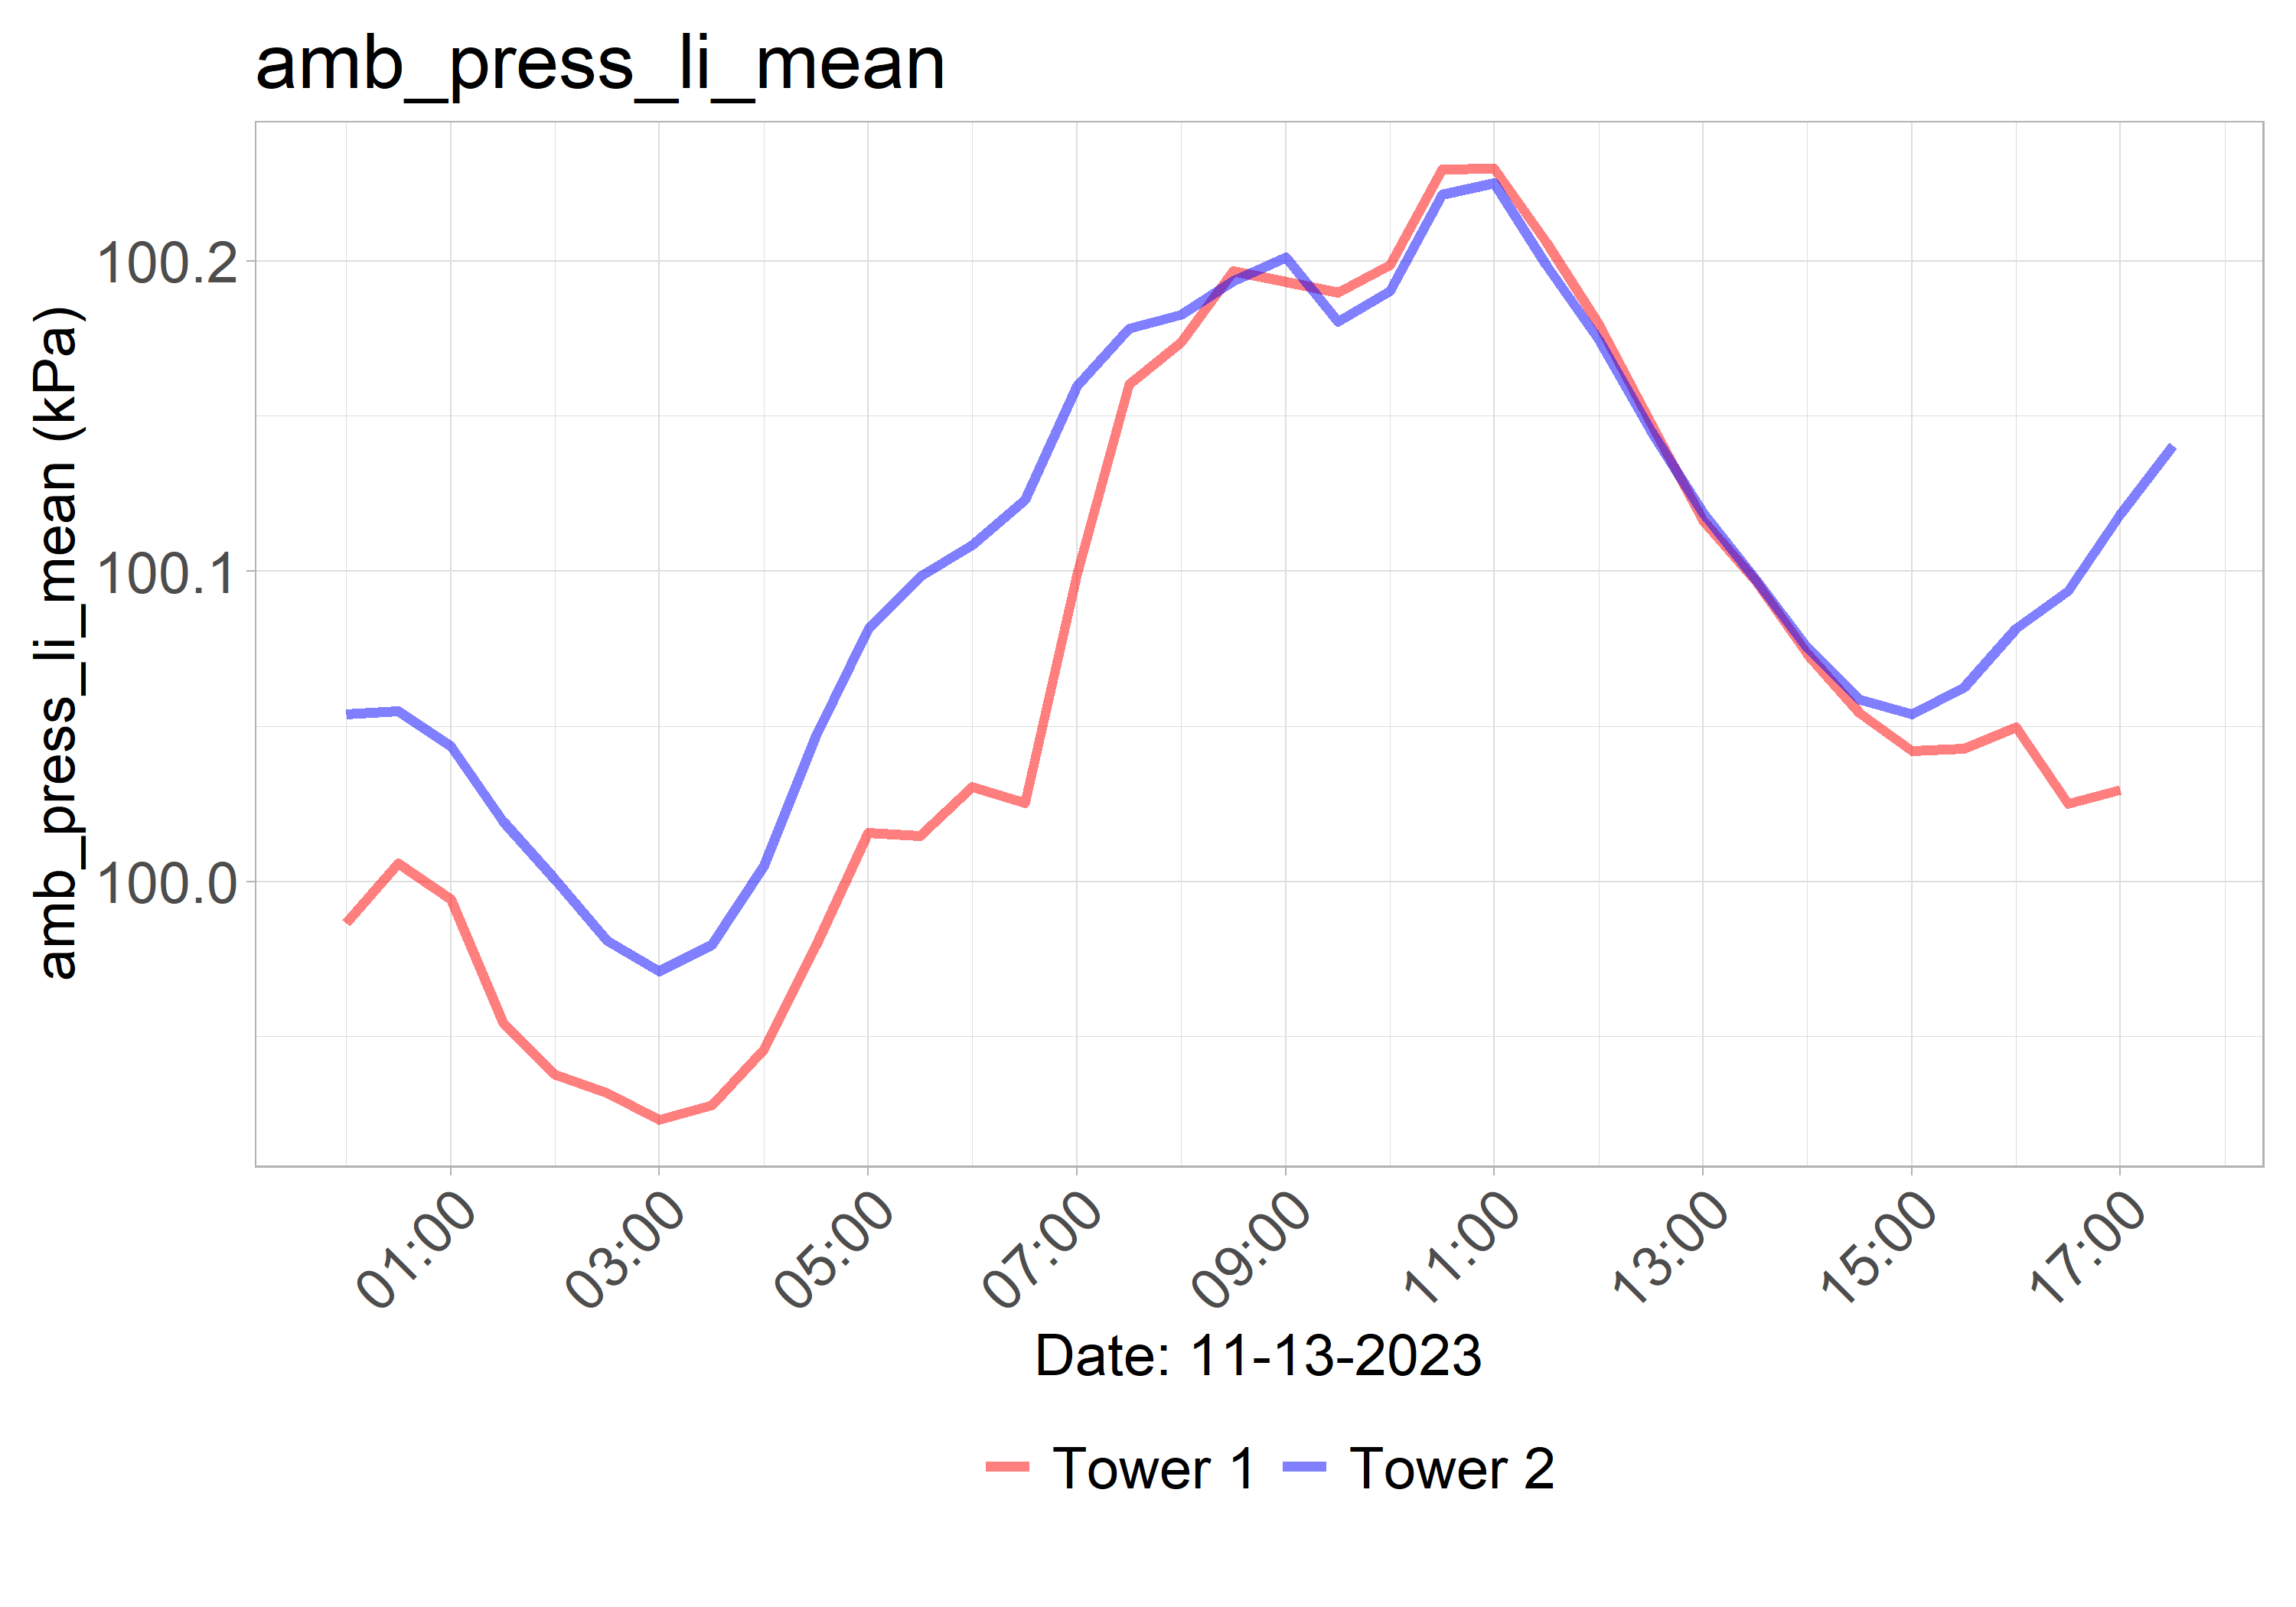 amb_press_li_mean
amb_press_li_mean (kPa)
100.2
100.1
100.0
01:00 03:00 05:00 07:00 09:00 11:00 13:00 15:00 17:00
Date: 11-13-2023
Tower 1 Tower 2